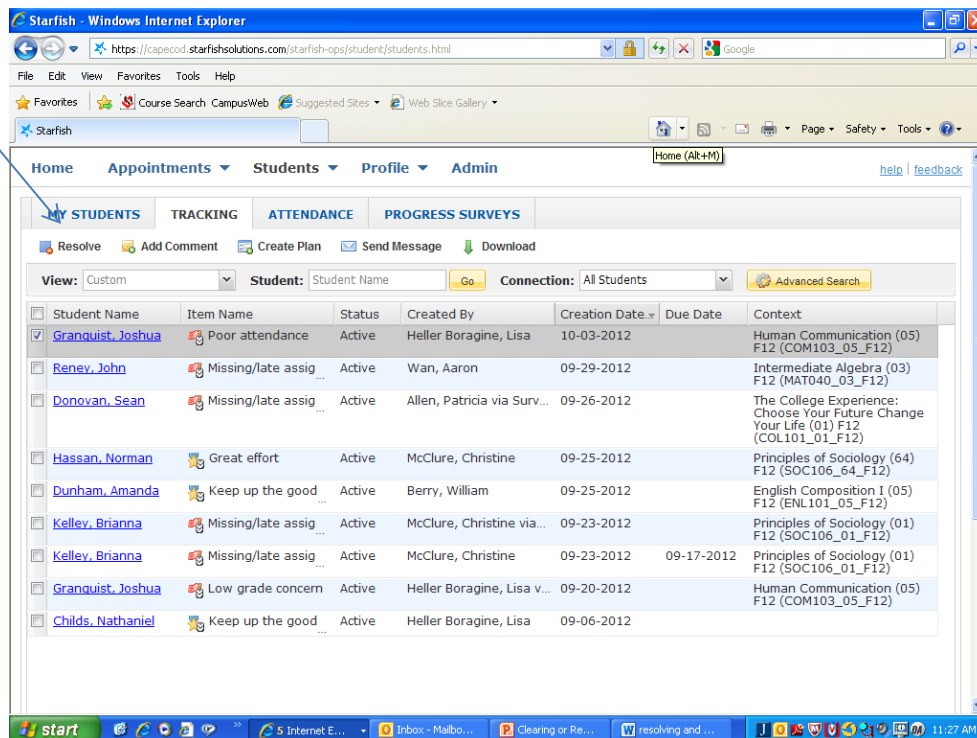 Starfish - Windows Internet Explorer
https://capecod.starfishsolutions.com/starfish-ops/student/students.html
Google
File Edit View Favorites Tools Help
Favorites Course Search CampusWeb Suggested Sites Web Slice Gallery
Starfish
Page Safety Tools
Home (Alt+M)
Home Appointments Students Profile Admin help feedback
MY STUDENTS TRACKING ATTENDANCE PROGRESS SURVEYS
Resolve Add Comment Create Plan Send Message Download
View: Custom Student: Student Name Go Connection: All Students Advanced Search
Student Name Item Name Status Created By Creation Date Due Date Context
Granquist, Joshua Poor attendance Active Heller Boragine, Lisa 10-03-2012 Human Communication (05)
F12 (COM103_05_F12)
Reney, John Missing/late assig... Active Wan, Aaron 09-29-2012 Intermediate Algebra (03)
F12 (MAT040_03_F12)
Donovan, Sean Missing/late assig... Active Allen, Patricia via Surv... 09-26-2012 The College Experience:
Choose Your Future Change
Your Life (01) F12
(COL101_01_F12)
Hassan, Norman Great effort Active McClure, Christine 09-25-2012 Principles of Sociology (64)
F12 (SOC106_64_F12)
Dunham, Amanda Keep up the good... Active Berry, William 09-25-2012 English Composition I (05)
F12 (ENL101_05_F12)
Kelley, Brianna Missing/late assig... Active McClure, Christine via... 09-23-2012 Principles of Sociology (01)
F12 (SOC106_01_F12)
Kelley, Brianna Missing/late assig... Active McClure, Christine 09-23-2012 09-17-2012 Principles of Sociology (01)
F12 (SOC106_01_F12)
Granquist, Joshua Low grade concern Active Heller Boragine, Lisa v... 09-20-2012 Human Communication (05)
F12 (COM103_05_F12)
Childs, Nathaniel Keep up the good... Active Heller Boragine, Lisa 09-06-2012
start 5 Internet E... Inbox - Mailbo... Clearing or Re... resolving and ... 11:27 AM